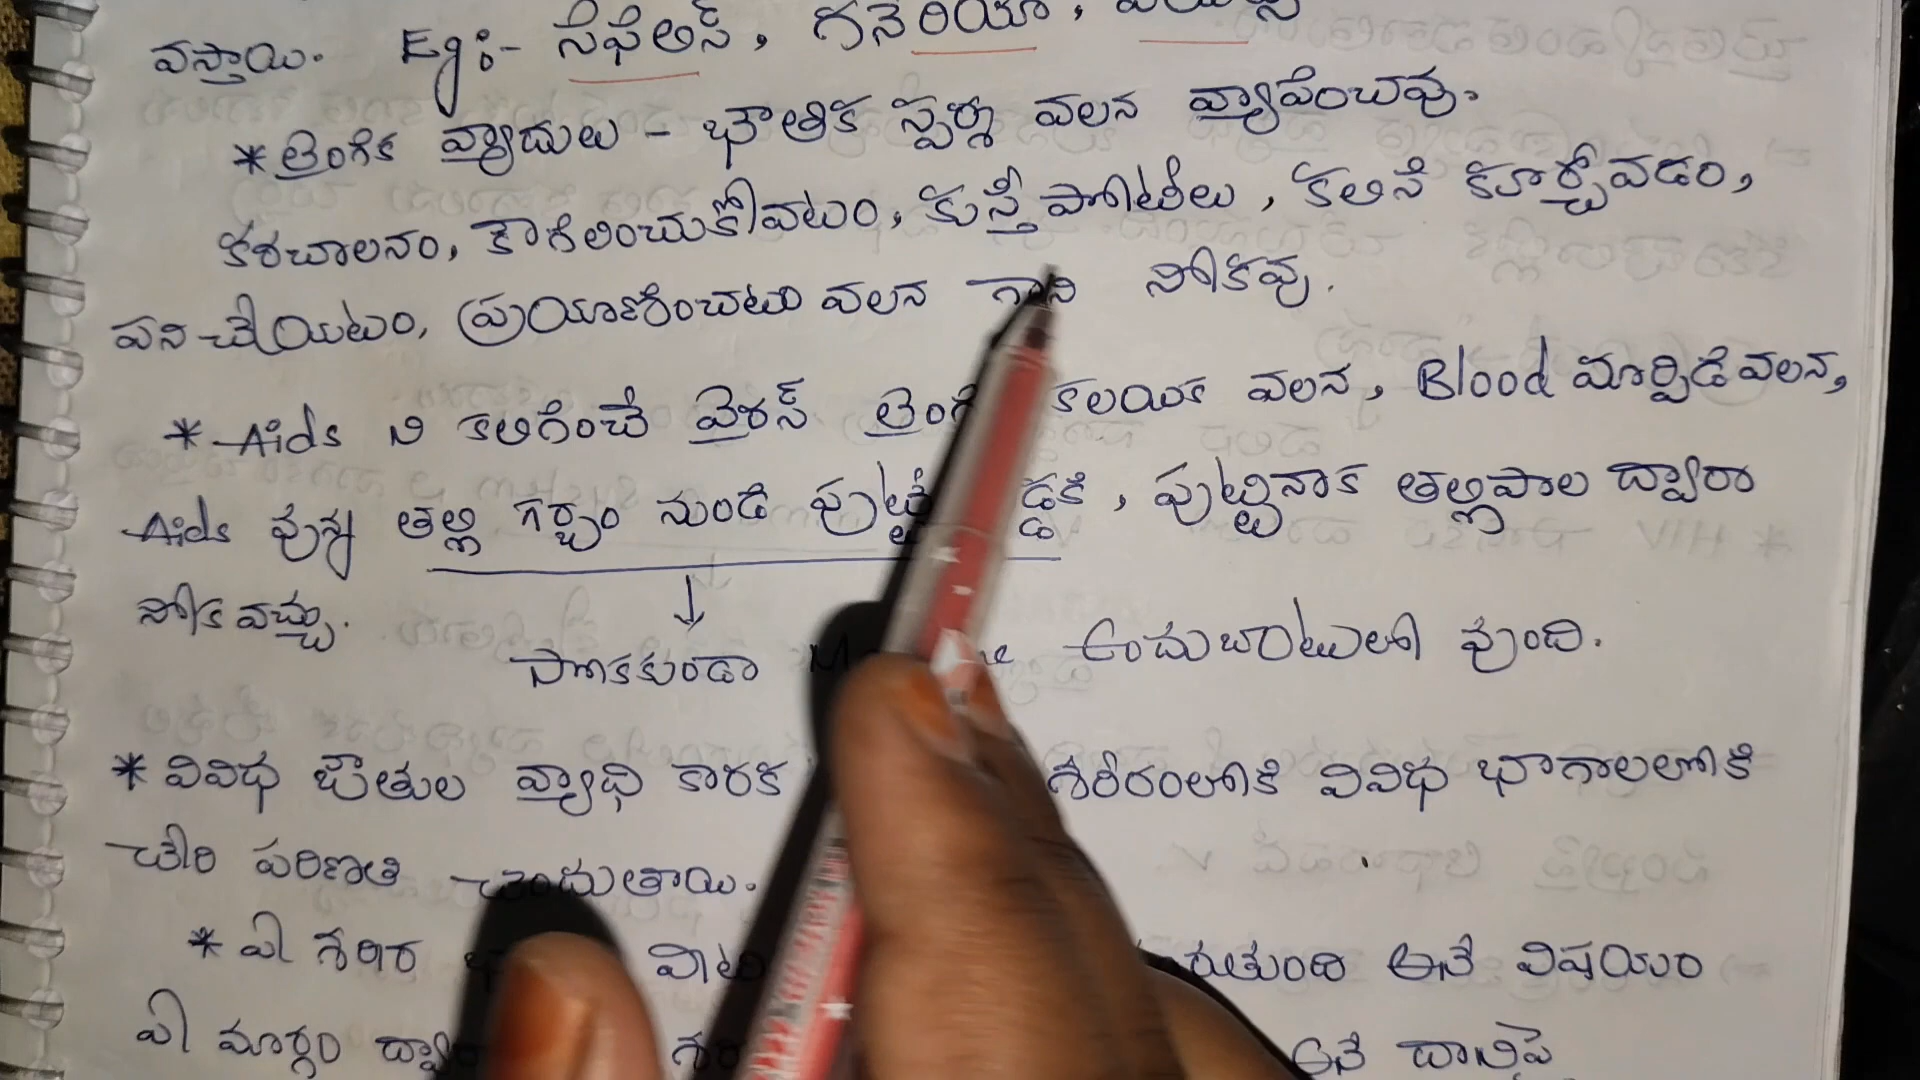 వస్తాయి. Eg:- సిఫిలిస్, గనేరియా,
* లైంగిక వ్యాదులు - భౌతిక స్పర్శ వలన వ్యాపించవు.
కరచాలనం, కౌగిలించుకోవటం, కుస్తీపోటీలు, కలిసి కూర్చోవడం,
పనిచేయటం, ప్రయాణించటం వలన గాని సోకవు.
* Aids ని కలిగించే వైరస్ కలయిక వలన, Blood మార్పిడి వలన,
Aids వున్న తల్లి గర్భం నుండి , పుట్టినాక తల్లిపాల ద్వారా
సోకవచ్చు. ↓
సోకకుండా అందుబాటులో వుంది.
* వివిధ జాతుల వ్యాధి కారక శరీరంలోకి వివిధ భాగాలలోకి
చేరి పరిణతి చెందుతాయి.
* ఏ శరీర అనే విషయం
ఏ మార్గం అనే దానిపై